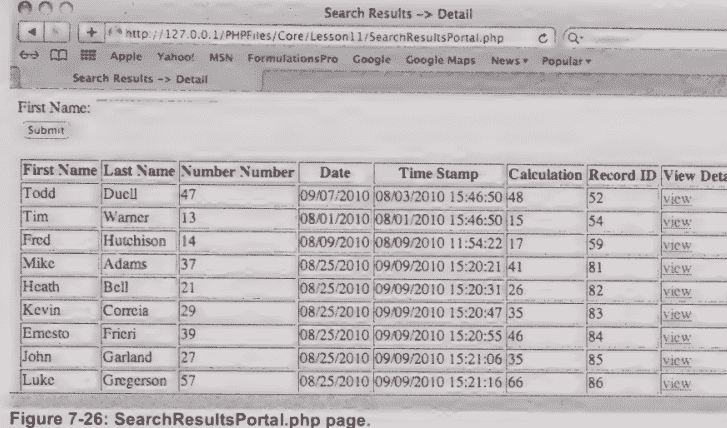 Search Results -> Detail
http://127.0.0.1/PHPFiles/Core/Lesson11/SearchResultsPortal.php
Apple Yahoo! MSN FormulationsPro Google Google Maps News Popular
Search Results -> Detail
First Name:
Submit
First Name Last Name Number Number Date Time Stamp Calculation Record ID View Deta
Todd Duell 47 09/07/2010 08/03/2010 15:46:50 48 52 view
Tim Warner 13 08/01/2010 08/01/2010 15:46:50 15 54 view
Fred Hutchison 14 08/09/2010 08/09/2010 11:54:22 17 59 view
Mike Adams 37 08/25/2010 09/09/2010 15:20:21 41 81 view
Heath Bell 21 08/25/2010 09/09/2010 15:20:31 26 82 view
Kevin Correia 29 08/25/2010 09/09/2010 15:20:47 35 83 view
Ernesto Frieri 39 08/25/2010 09/09/2010 15:20:55 46 84 view
John Garland 27 08/25/2010 09/09/2010 15:21:06 35 85 view
Luke Gregerson 57 08/25/2010 09/09/2010 15:21:16 66 86 view
Figure 7-26: SearchResultsPortal.php page.